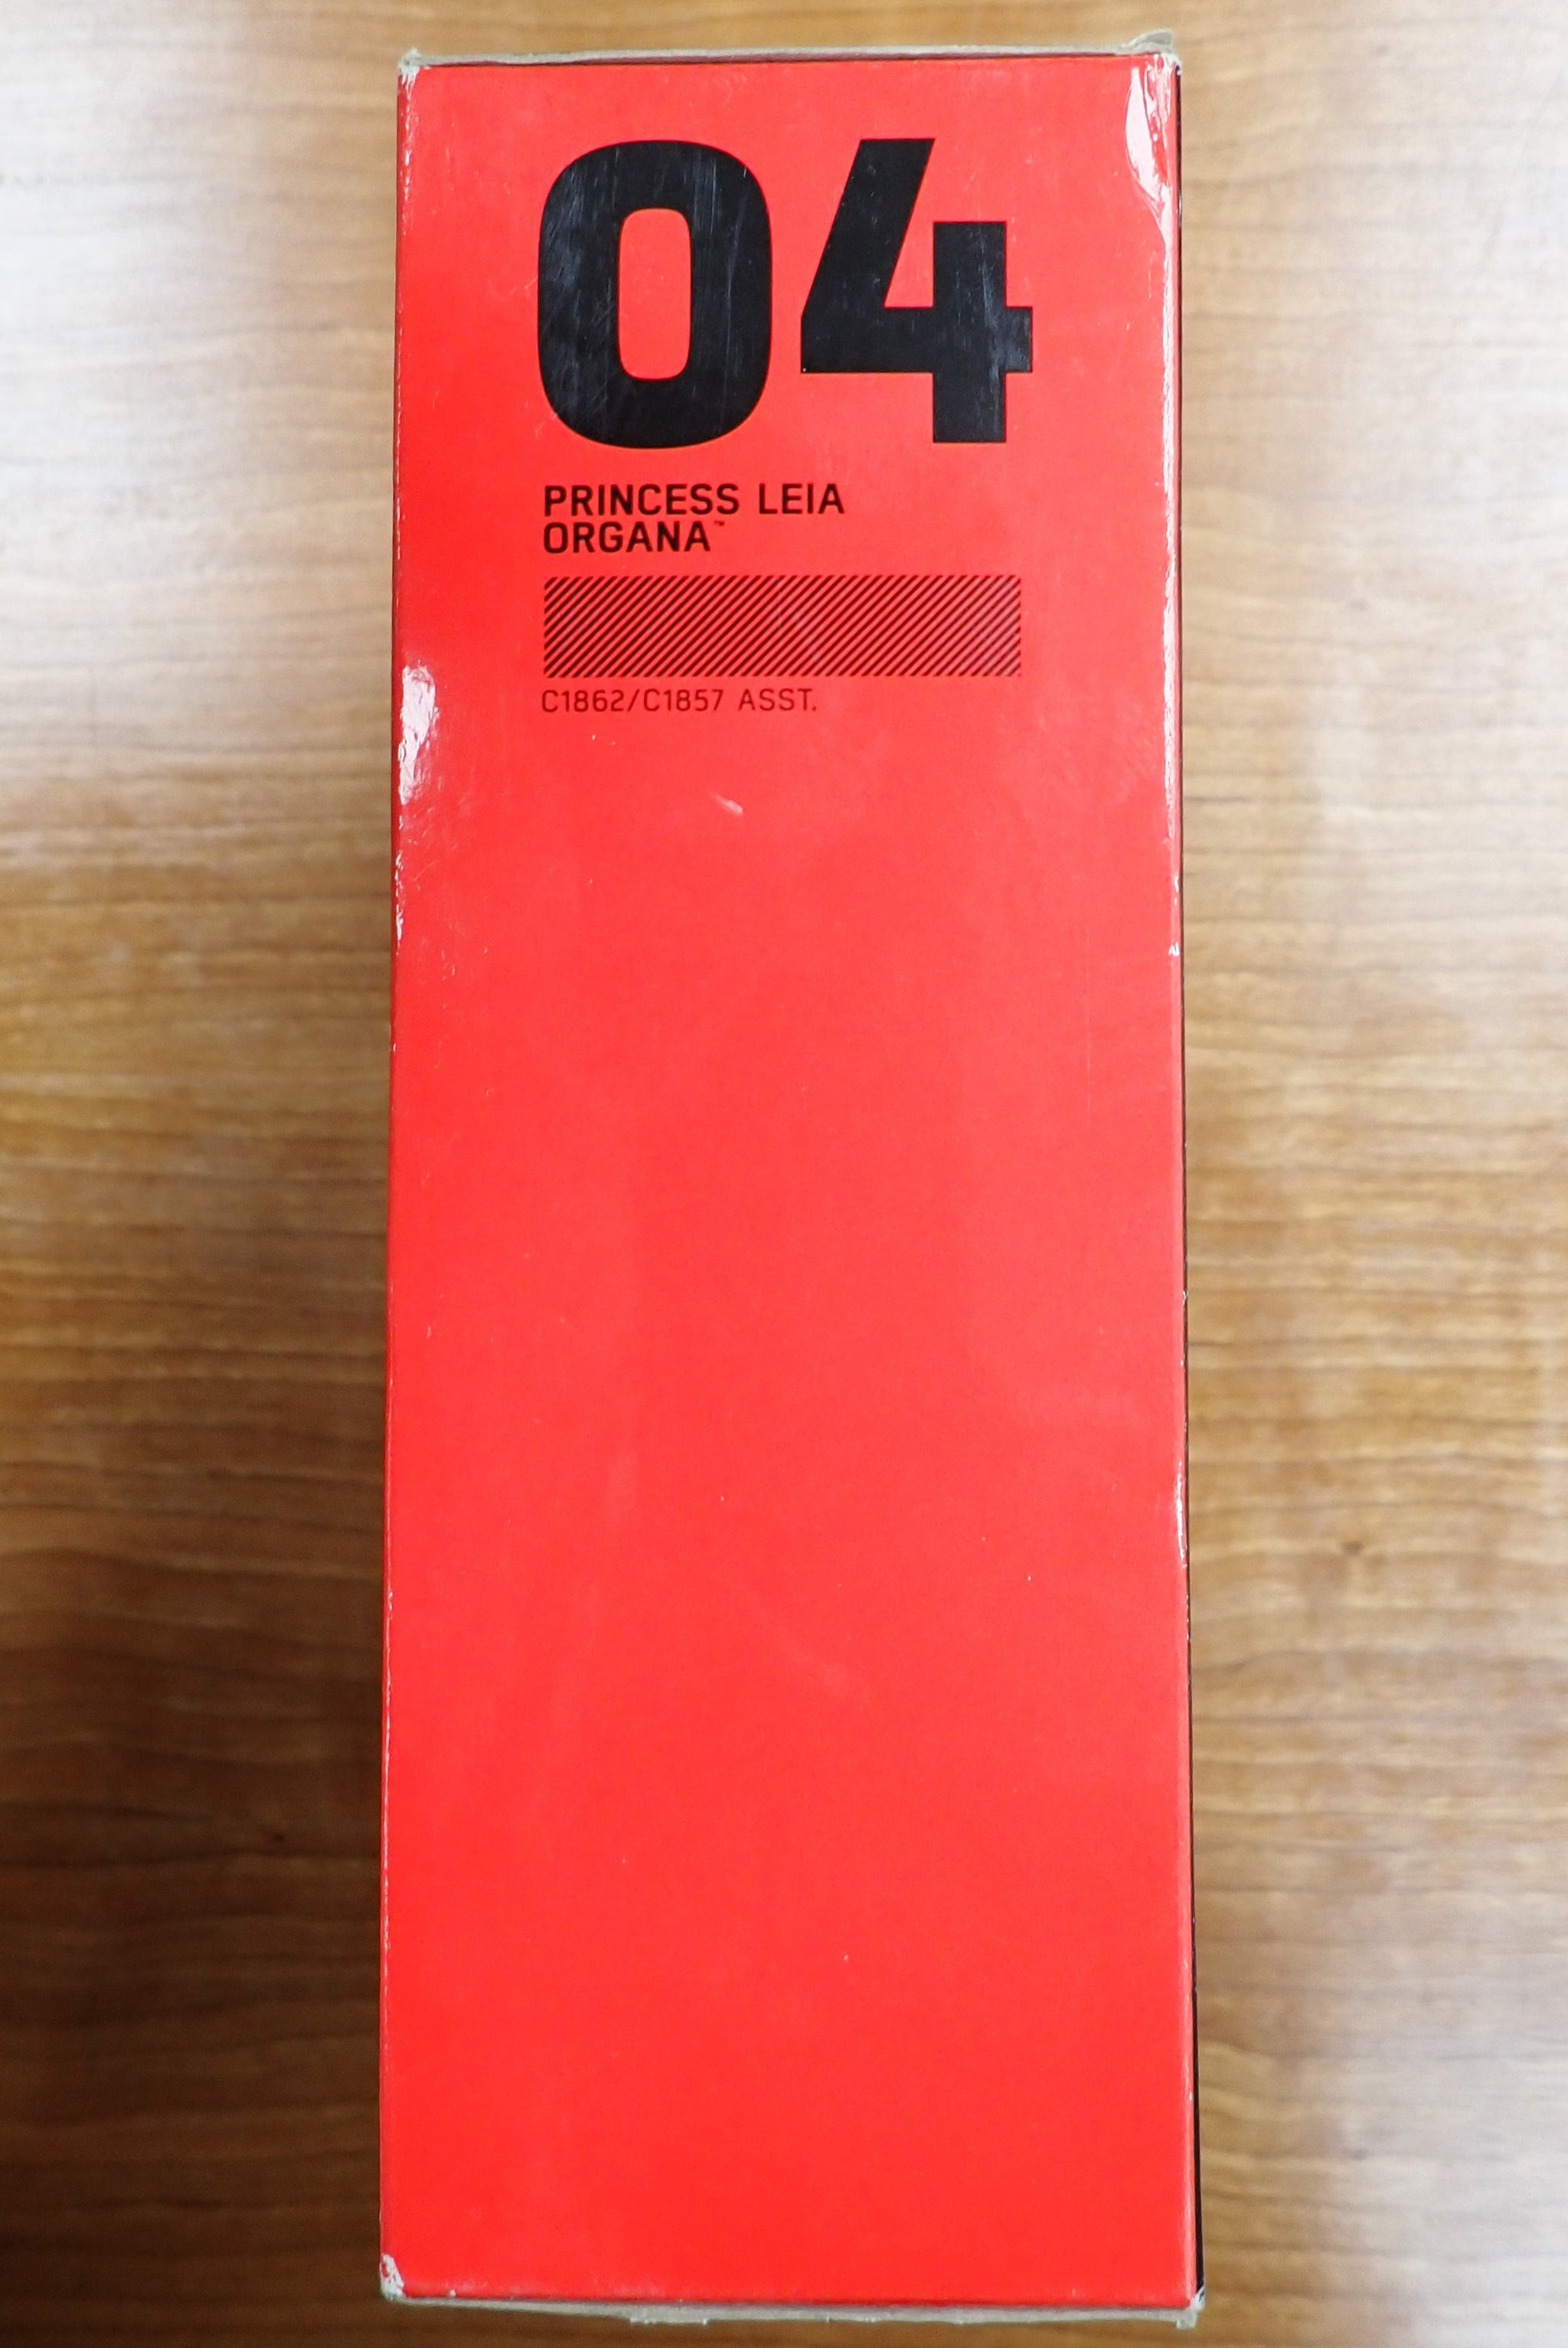 04
PRINCESS LEIA
ORGANA™
C1862/C1857 ASST.